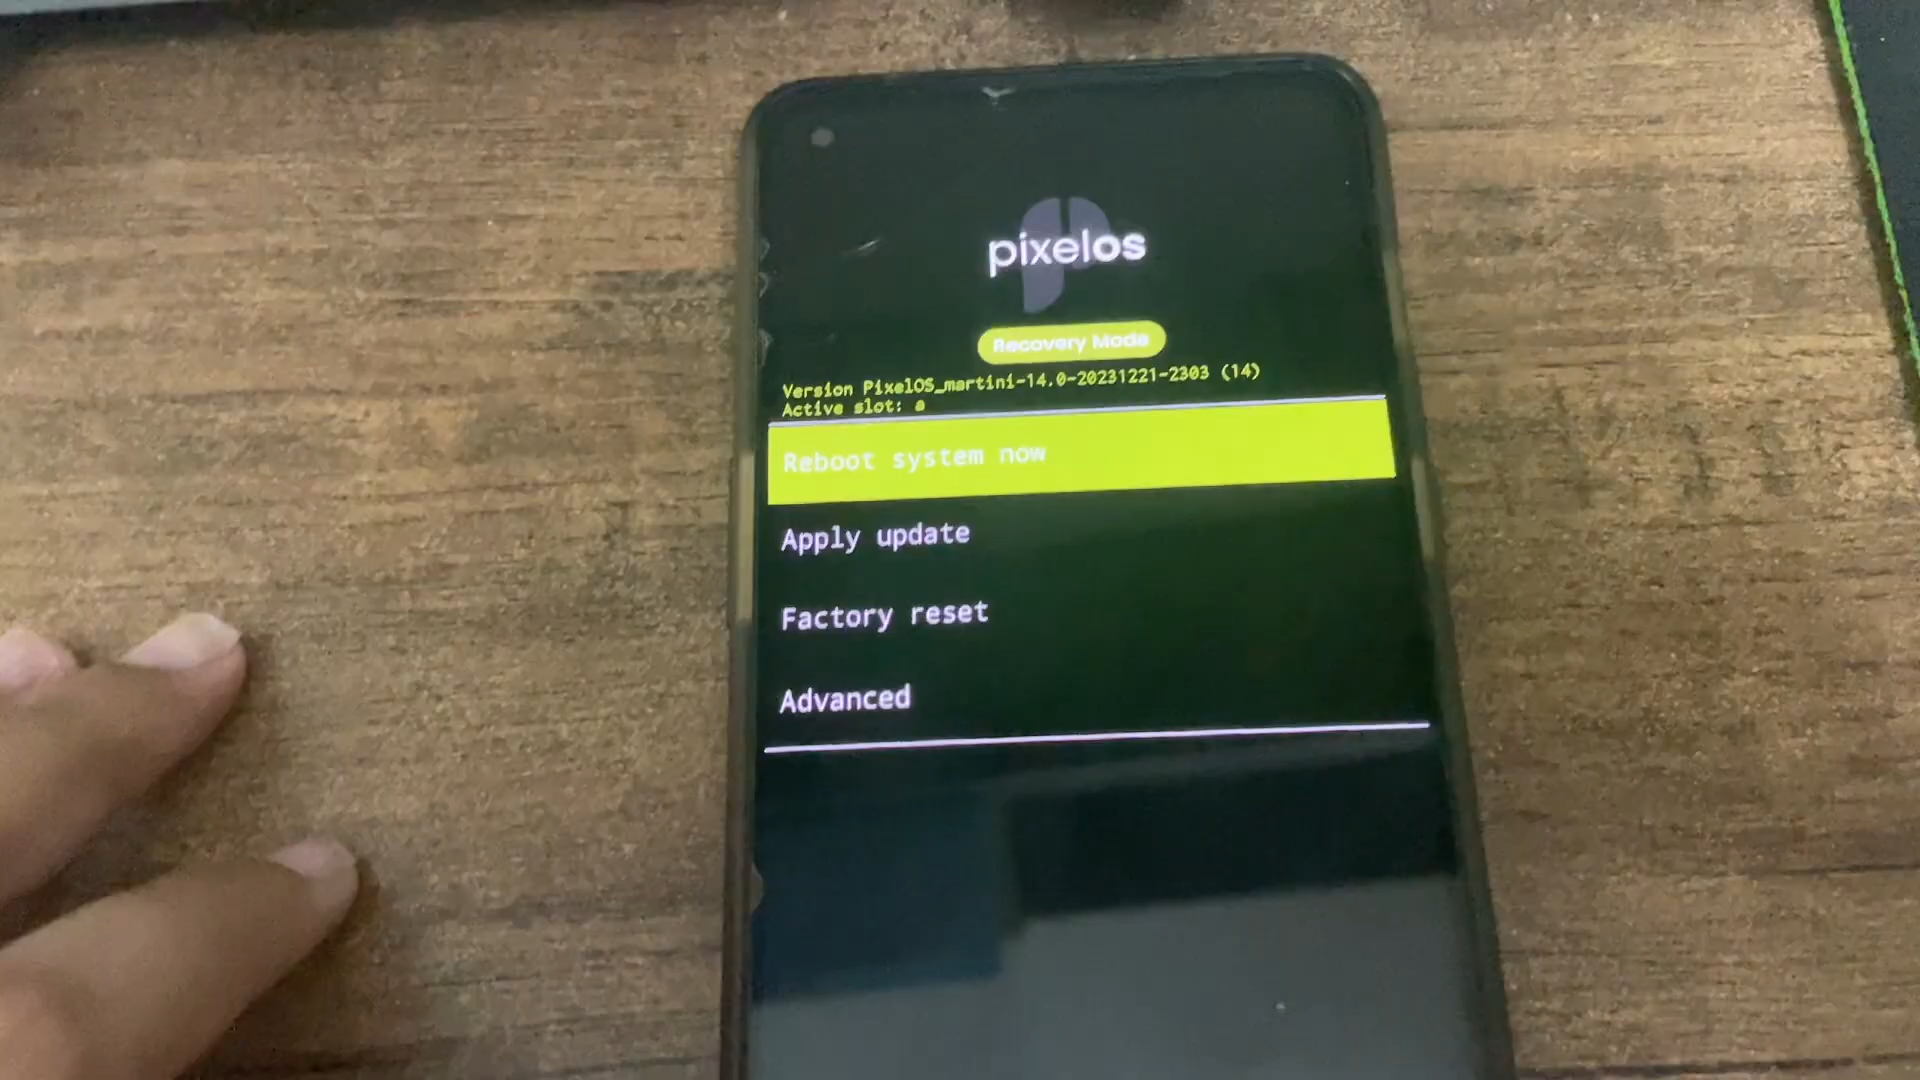 pixelos
Recovery Mode
Version PixelOS_martini-14.0-20231221-2303 (14)
Active slot: a
Reboot system now
Apply update
Factory reset
Advanced